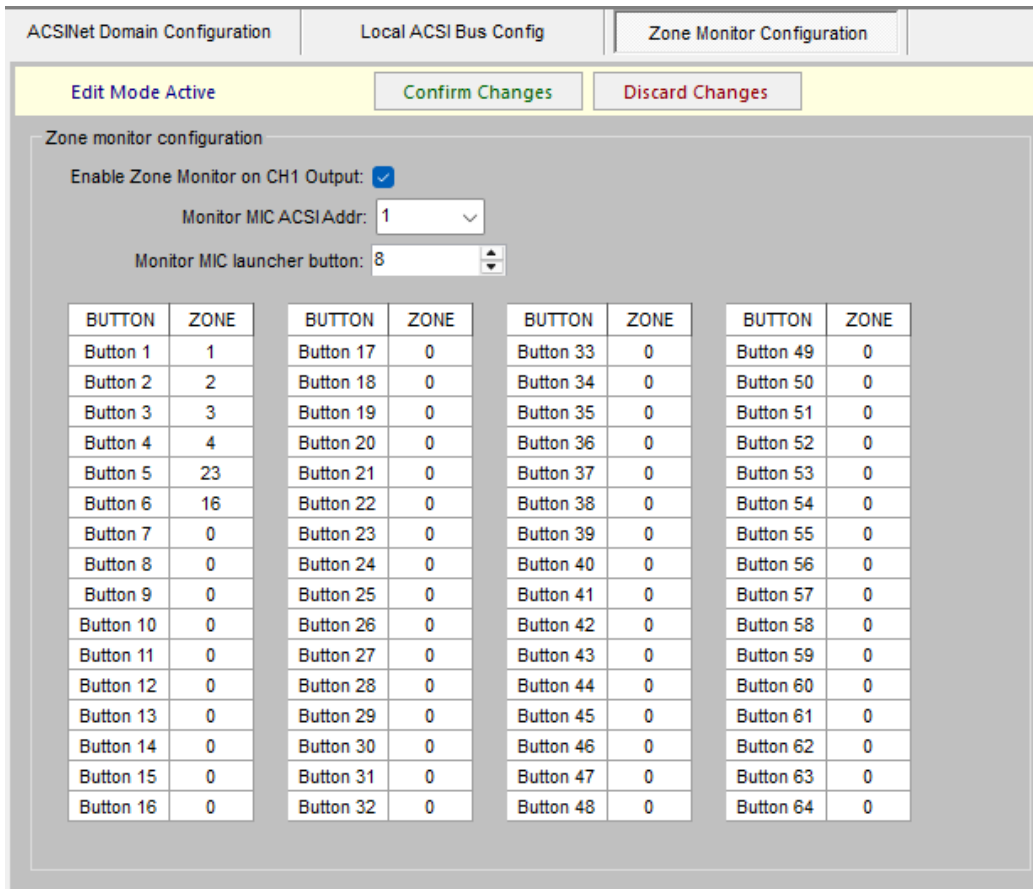 ACSINet Domain Configuration Local ACSI Bus Config Zone Monitor Configuration
Edit Mode Active Confirm Changes Discard Changes
Zone monitor configuration
Enable Zone Monitor on CH1 Output:
Monitor MIC ACSI Addr: 1
Monitor MIC launcher button: 8
BUTTON ZONE BUTTON ZONE BUTTON ZONE BUTTON ZONE
Button 1 1 Button 17 0 Button 33 0 Button 49 0
Button 2 2 Button 18 0 Button 34 0 Button 50 0
Button 3 3 Button 19 0 Button 35 0 Button 51 0
Button 4 4 Button 20 0 Button 36 0 Button 52 0
Button 5 23 Button 21 0 Button 37 0 Button 53 0
Button 6 16 Button 22 0 Button 38 0 Button 54 0
Button 7 0 Button 23 0 Button 39 0 Button 55 0
Button 8 0 Button 24 0 Button 40 0 Button 56 0
Button 9 0 Button 25 0 Button 41 0 Button 57 0
Button 10 0 Button 26 0 Button 42 0 Button 58 0
Button 11 0 Button 27 0 Button 43 0 Button 59 0
Button 12 0 Button 28 0 Button 44 0 Button 60 0
Button 13 0 Button 29 0 Button 45 0 Button 61 0
Button 14 0 Button 30 0 Button 46 0 Button 62 0
Button 15 0 Button 31 0 Button 47 0 Button 63 0
Button 16 0 Button 32 0 Button 48 0 Button 64 0